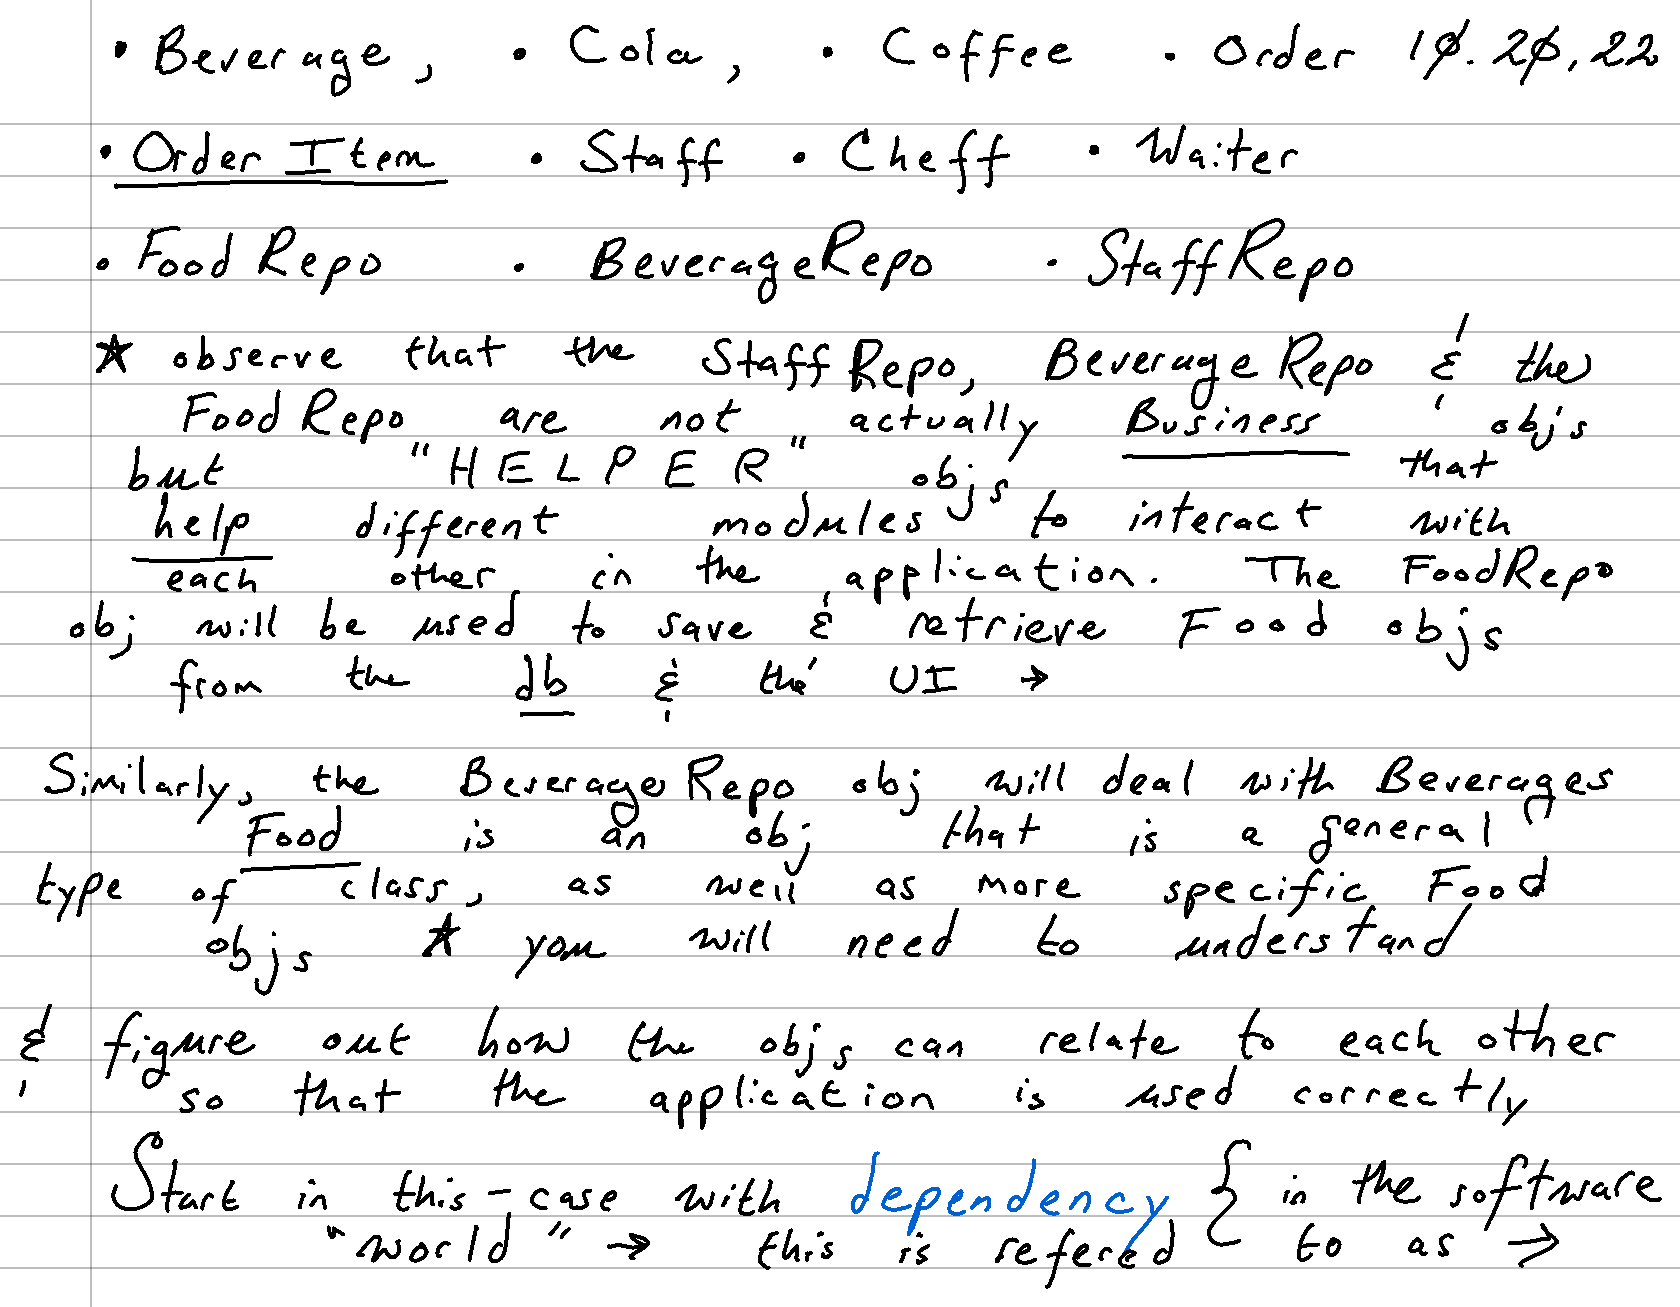 • Beverage, • Cola, • Coffee • Order 10.20.22
• Order Item • Staff • Cheff • Waiter
• Food Repo • BeverageRepo • StaffRepo
★ observe that the StaffRepo, BeverageRepo & the
FoodRepo are not actually Business objs
but "HELPER" objs that
help different modules to interact with
each other in the application. The FoodRepo
obj will be used to save & retrieve Food objs
from the db & the UI →
Similarly, the BeverageRepo obj will deal with Beverages
Food is an obj that is a general
type of class, as well as more specific Food
objs ★ you will need to understand
& figure out how the objs can relate to each other
so that the application is used correctly
Start in this-case with dependency { in the software
"world" → this is refered to as →